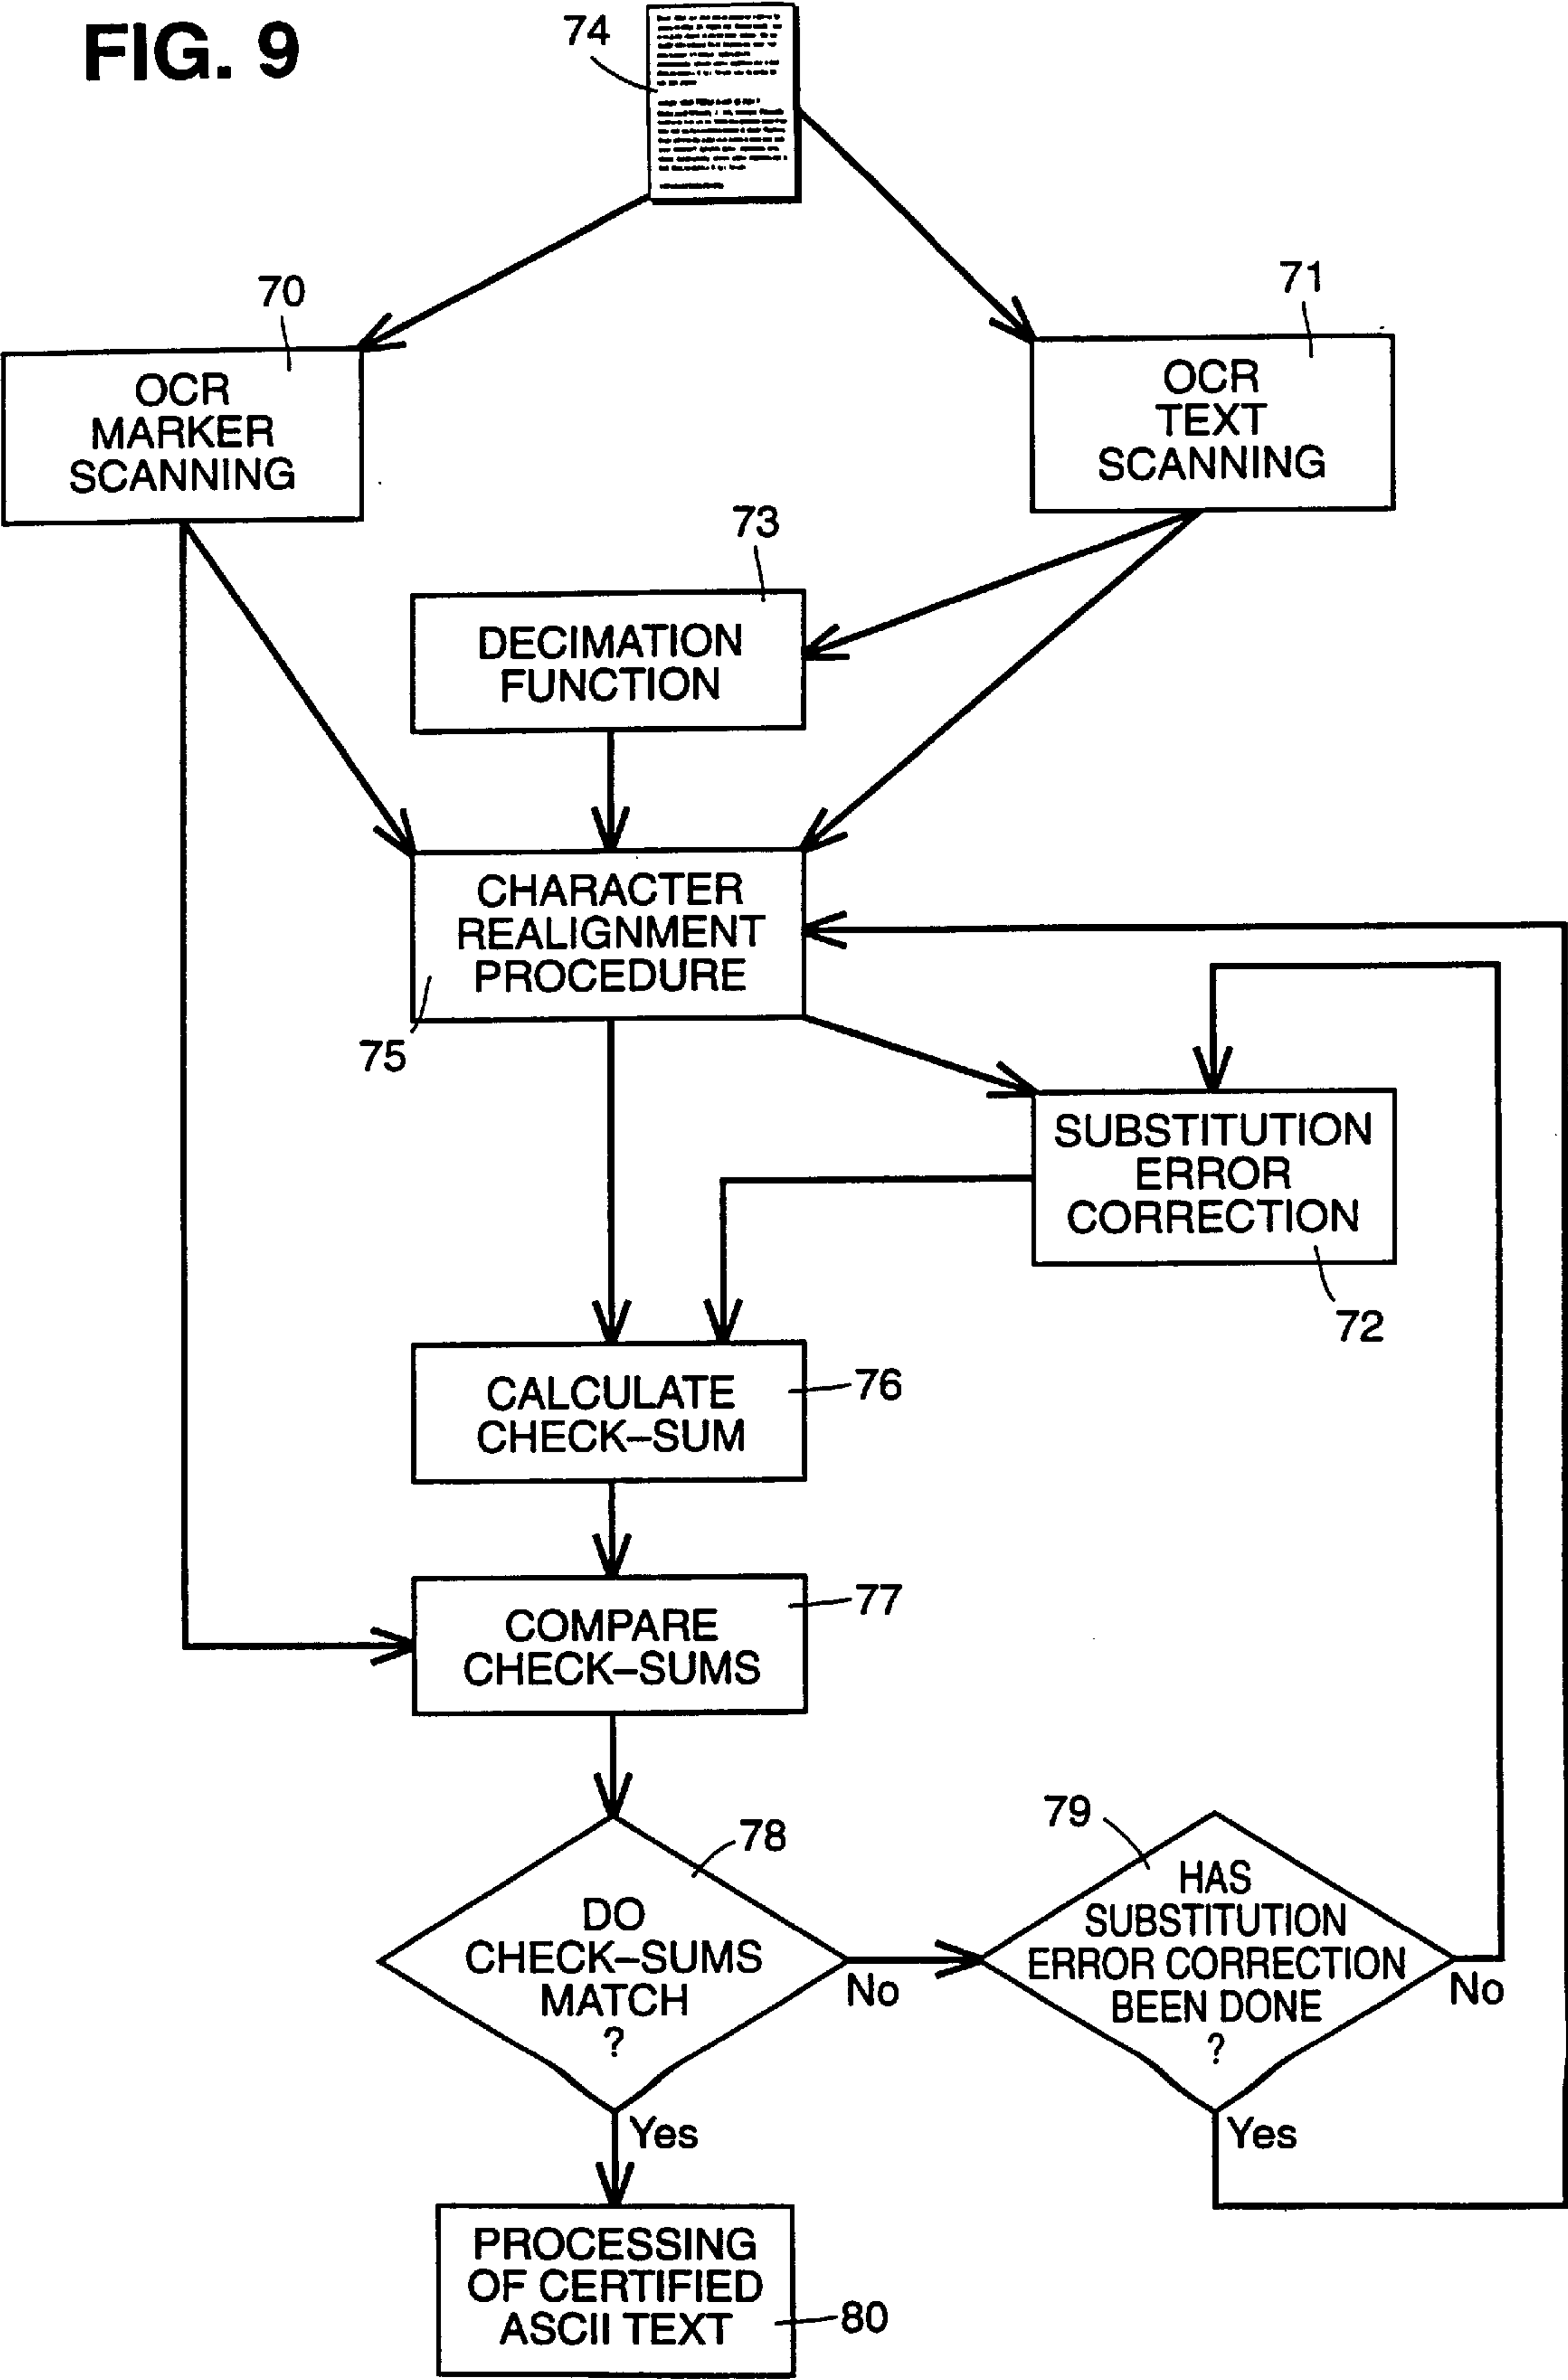 FIG. 9
74
70
71
OCR
MARKER
SCANNING
OCR
TEXT
SCANNING
73
DECIMATION
FUNCTION
CHARACTER
REALIGNMENT
PROCEDURE
75
SUBSTITUTION
ERROR
CORRECTION
72
CALCULATE
CHECK–SUM
76
COMPARE
CHECK–SUMS
77
78
DO
CHECK–SUMS
MATCH
?
No
Yes
79
HAS
SUBSTITUTION
ERROR CORRECTION
BEEN DONE
?
No
Yes
PROCESSING
OF CERTIFIED
ASCII TEXT
80